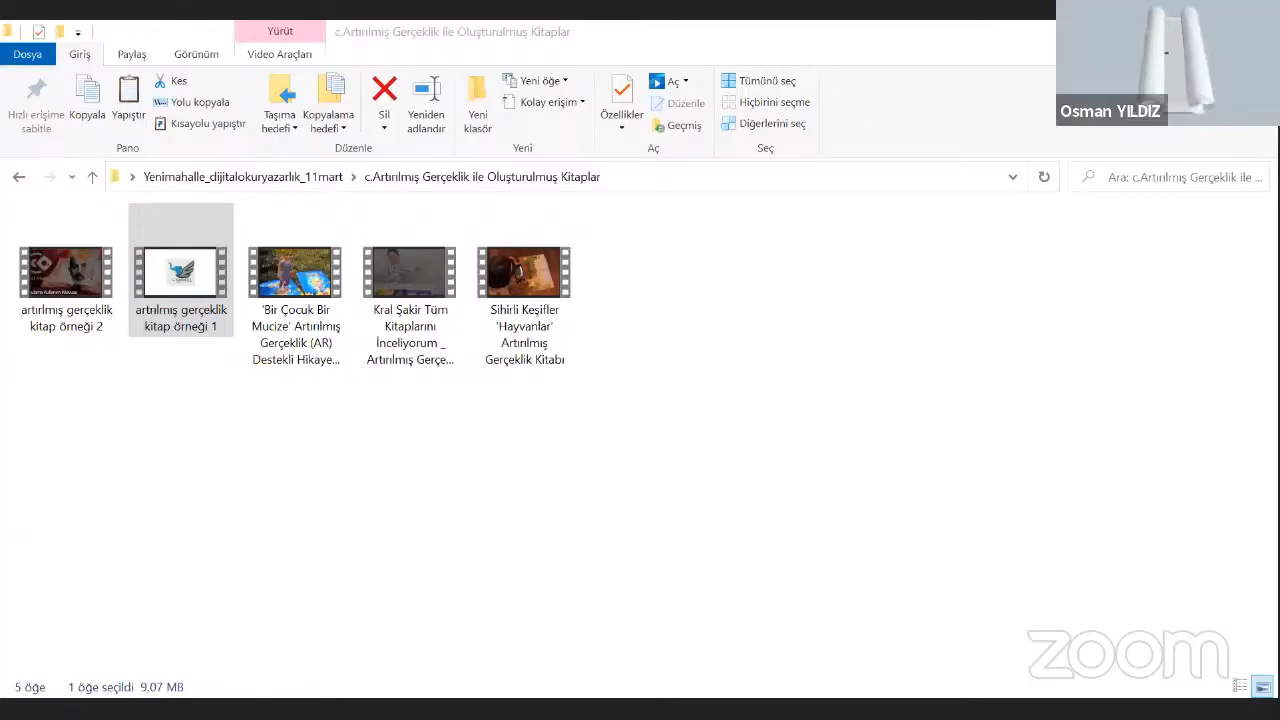 Yürüt
c.Artırılmış Gerçeklik ile Oluşturulmuş Kitaplar
Dosya
Giriş
Paylaş
Görünüm
Video Araçları
Hızlı erişime
sabitle
Kopyala
Yapıştır
Kes
Yolu kopyala
Kısayolu yapıştır
Pano
Taşıma
hedefi
Kopyalama
hedefi
Sil
Yeniden
adlandır
Düzenle
Yeni
klasör
Yeni öğe
Kolay erişim
Yeni
Özellikler
Aç
Düzenle
Geçmiş
Aç
Tümünü seç
Hiçbirini seçme
Diğerlerini seç
Seç
Osman YILDIZ
Yenimahalle_dijitalokuryazarlık_11mart
c.Artırılmış Gerçeklik ile Oluşturulmuş Kitaplar
Ara: c.Artırılmış Gerçeklik ile ...
artırılmış gerçeklik
kitap örneği 2
artrılmış gerçeklik
kitap örneği 1
'Bir Çocuk Bir
Mucize' Artırılmış
Gerçeklik (AR)
Destekli Hikaye...
Kral Şakir Tüm
Kitaplarını
İnceliyorum _
Artırılmış Gerçe...
Sihirli Keşifler
'Hayvanlar'
Artırılmış
Gerçeklik Kitabı
zoom
5 öğe
1 öğe seçildi 9,07 MB